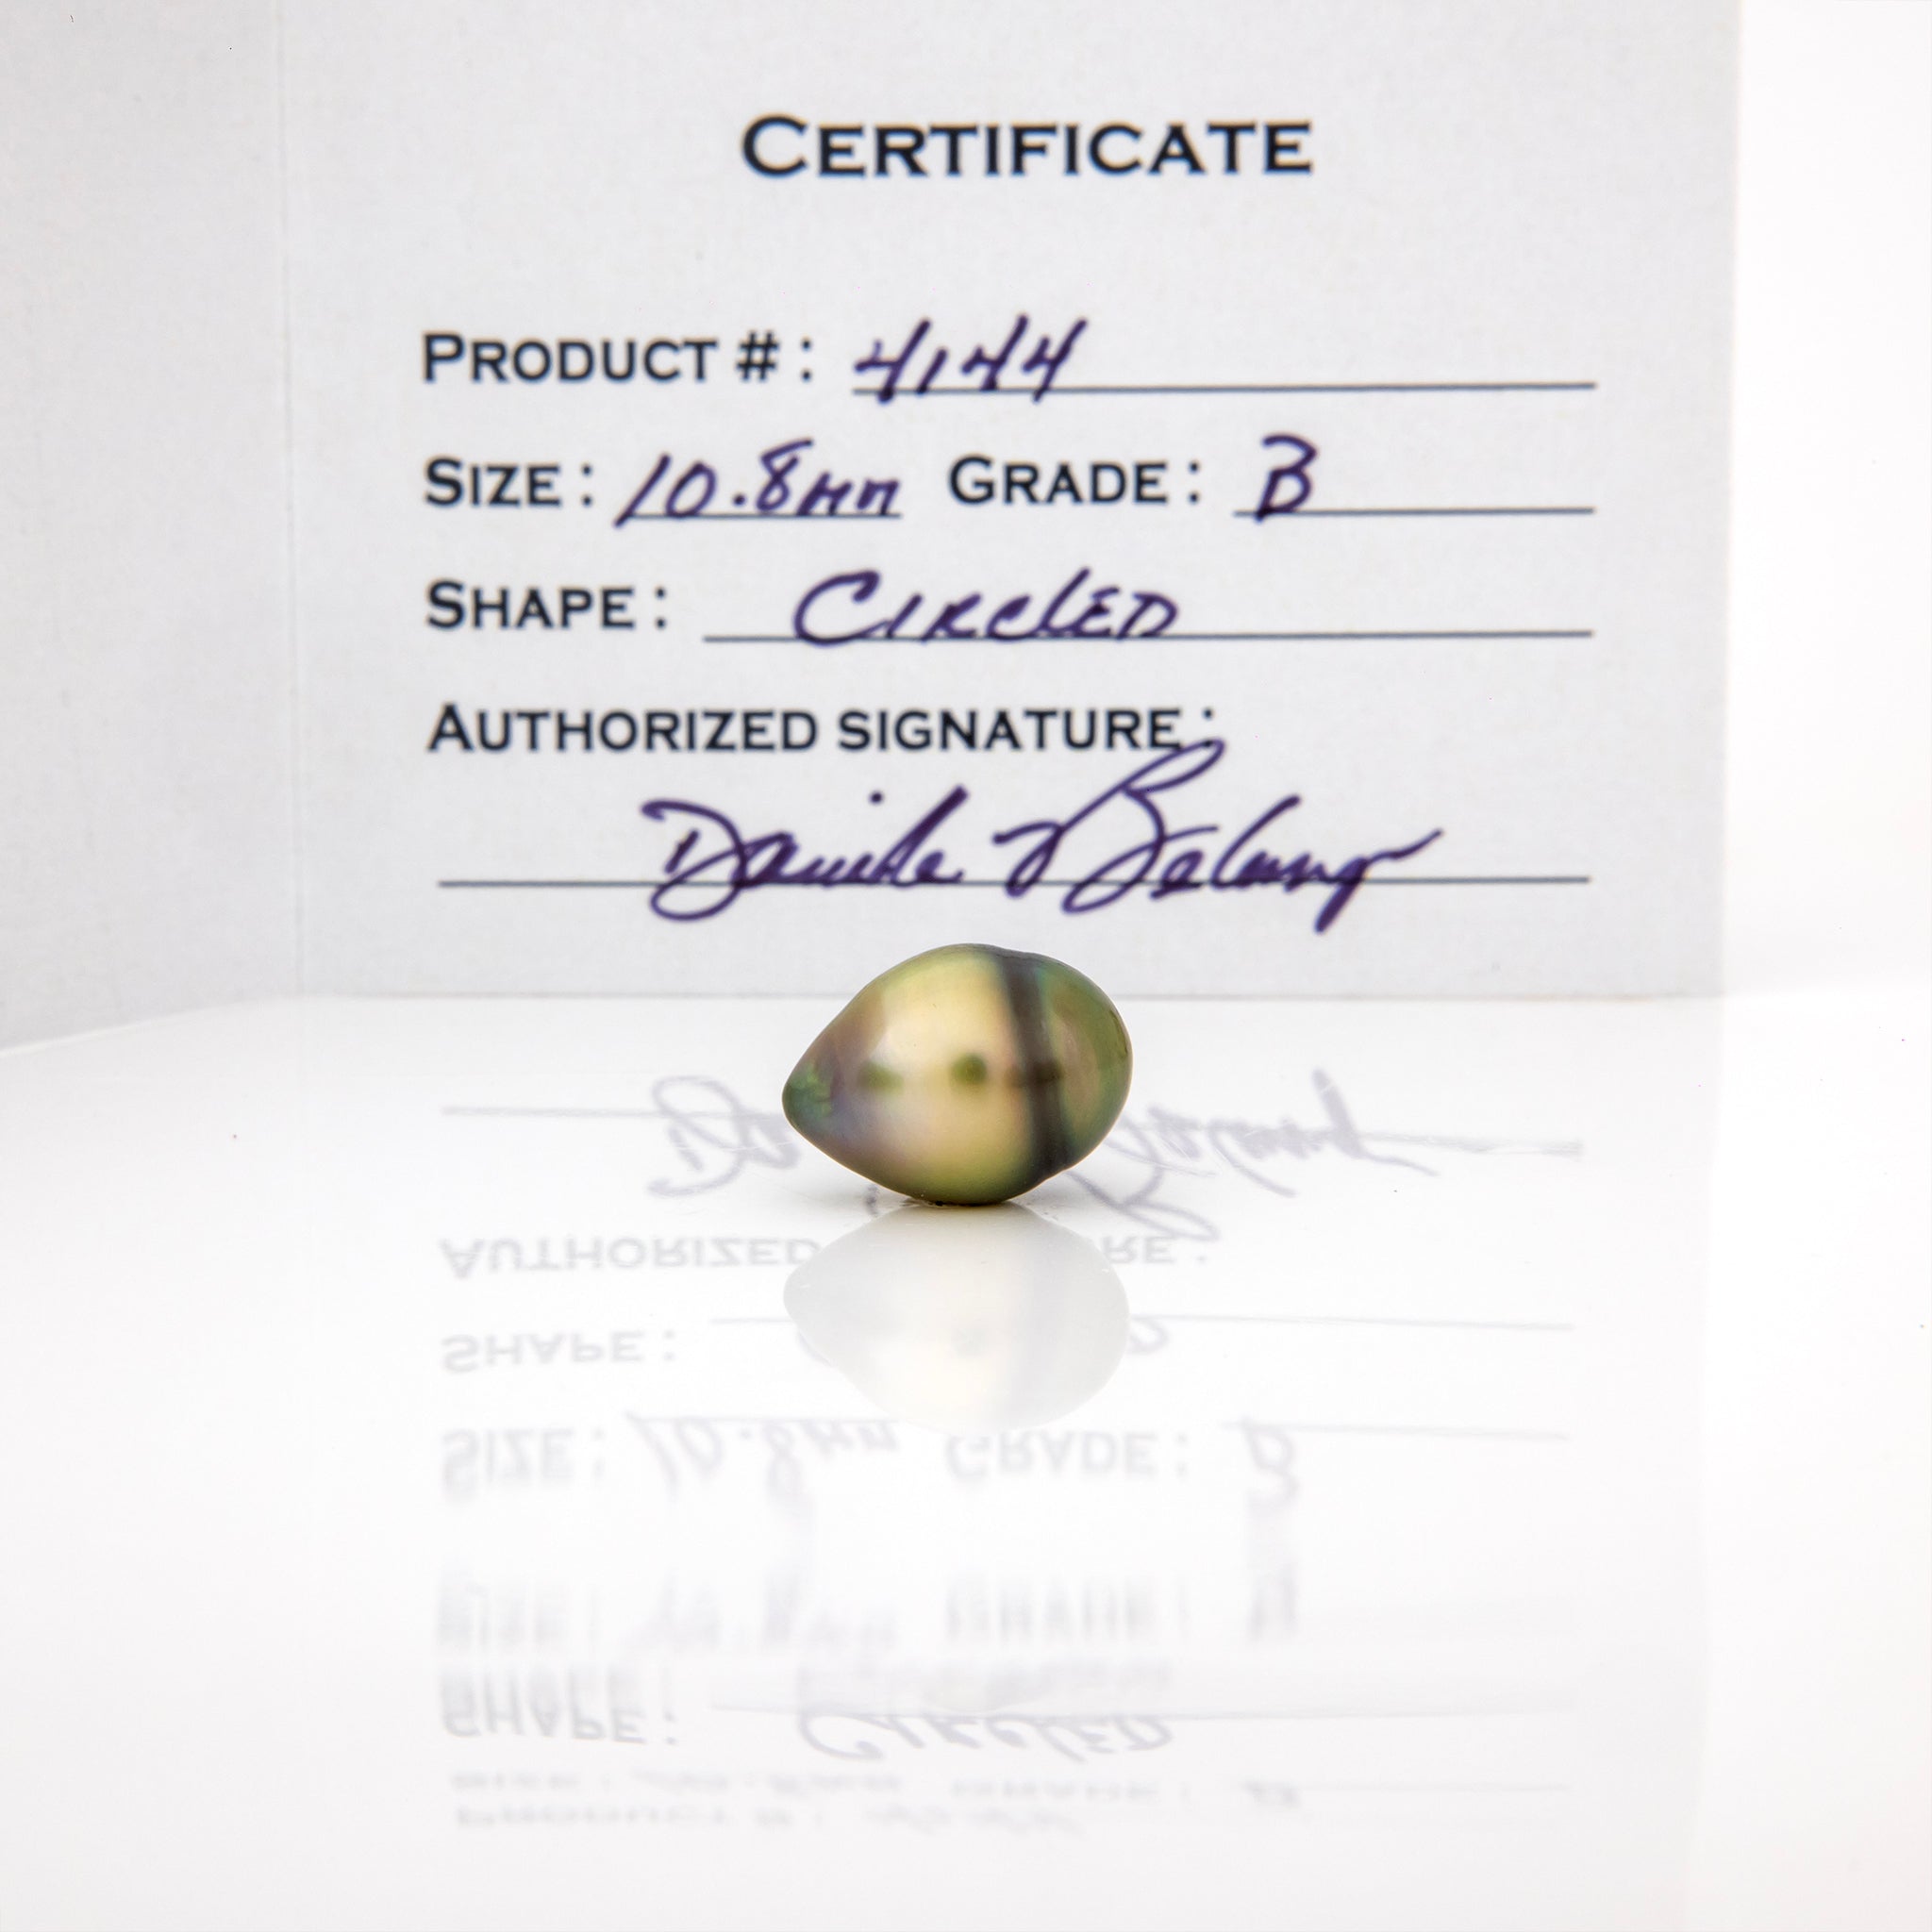 CERTIFICATE
PRODUCT #: 4144
SIZE: 10.8mm GRADE: B
SHAPE: CIRCLED
AUTHORIZED SIGNATURE: